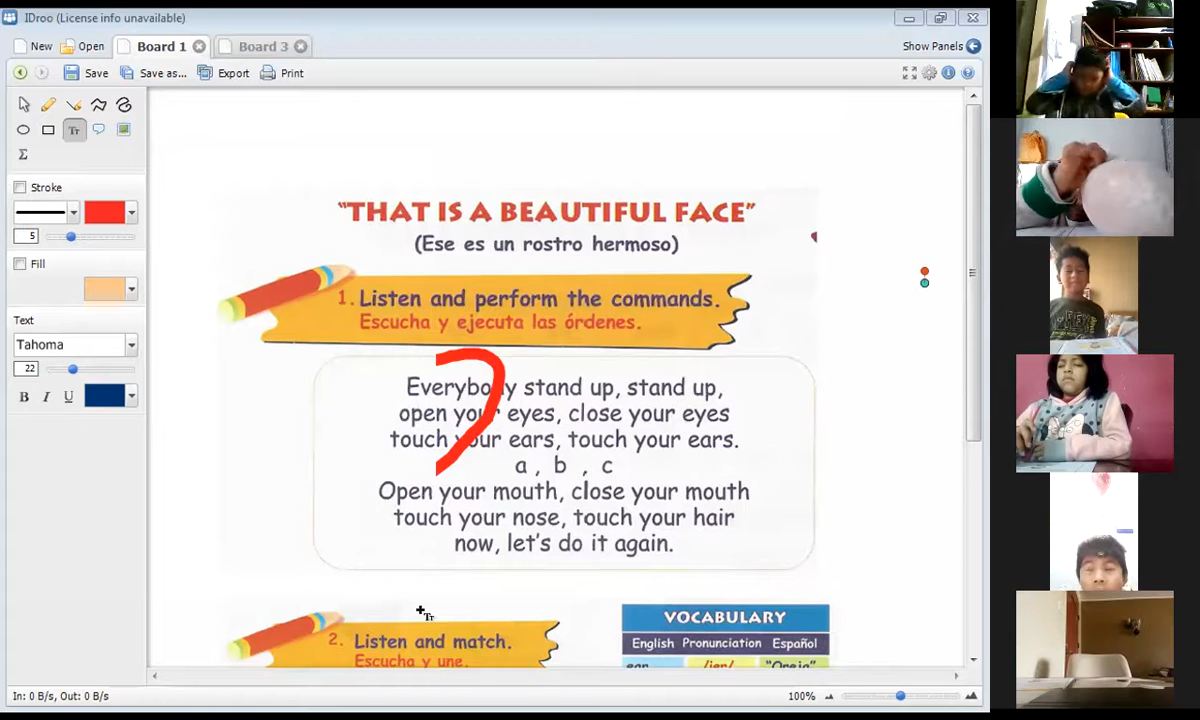 IDroo (License info unavailable)
New Open Board 1 Board 3 Show Panels
Save Save as... Export Print
Tr
Σ
Stroke
5
Fill
Text
Tahoma
22
B I U
"THAT IS A BEAUTIFUL FACE"
(Ese es un rostro hermoso)
1. Listen and perform the commands.
Escucha y ejecuta las órdenes.
Everybody stand up, stand up,
open your eyes, close your eyes
touch your ears, touch your ears.
a , b , c
Open your mouth, close your mouth
touch your nose, touch your hair
now, let's do it again.
2. Listen and match.
Escucha y une.
VOCABULARY
English Pronunciation Español
ear /ier/ "Oreja"
In: 0 B/s, Out: 0 B/s 100%